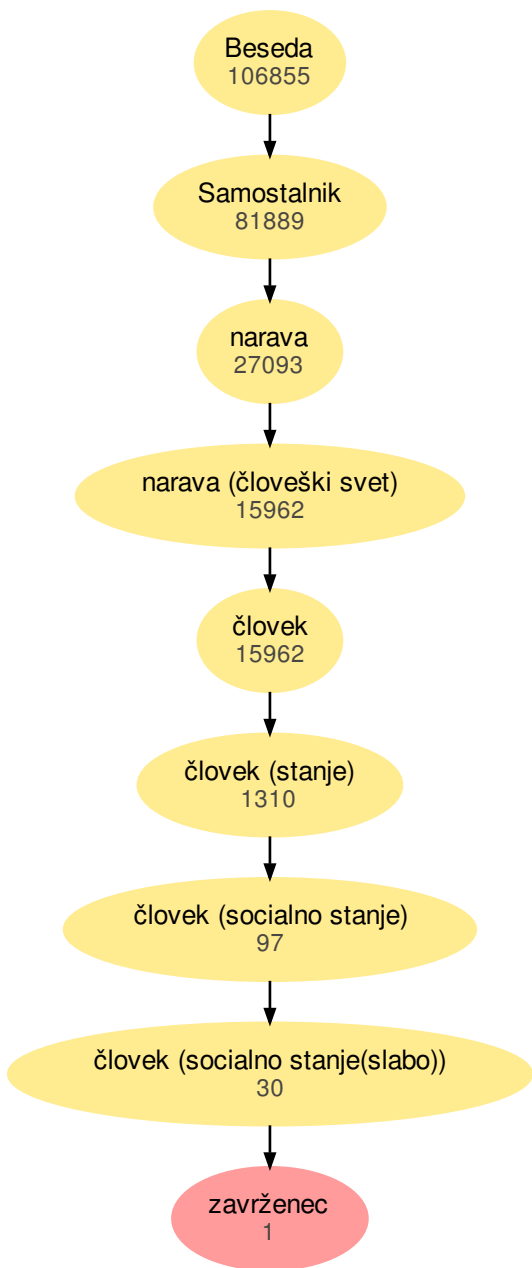 Beseda
106855
Samostalnik
81889
narava
27093
narava (človeški svet)
15962
človek
15962
človek (stanje)
1310
človek (socialno stanje)
97
človek (socialno stanje(slabo))
30
zavrženec
1